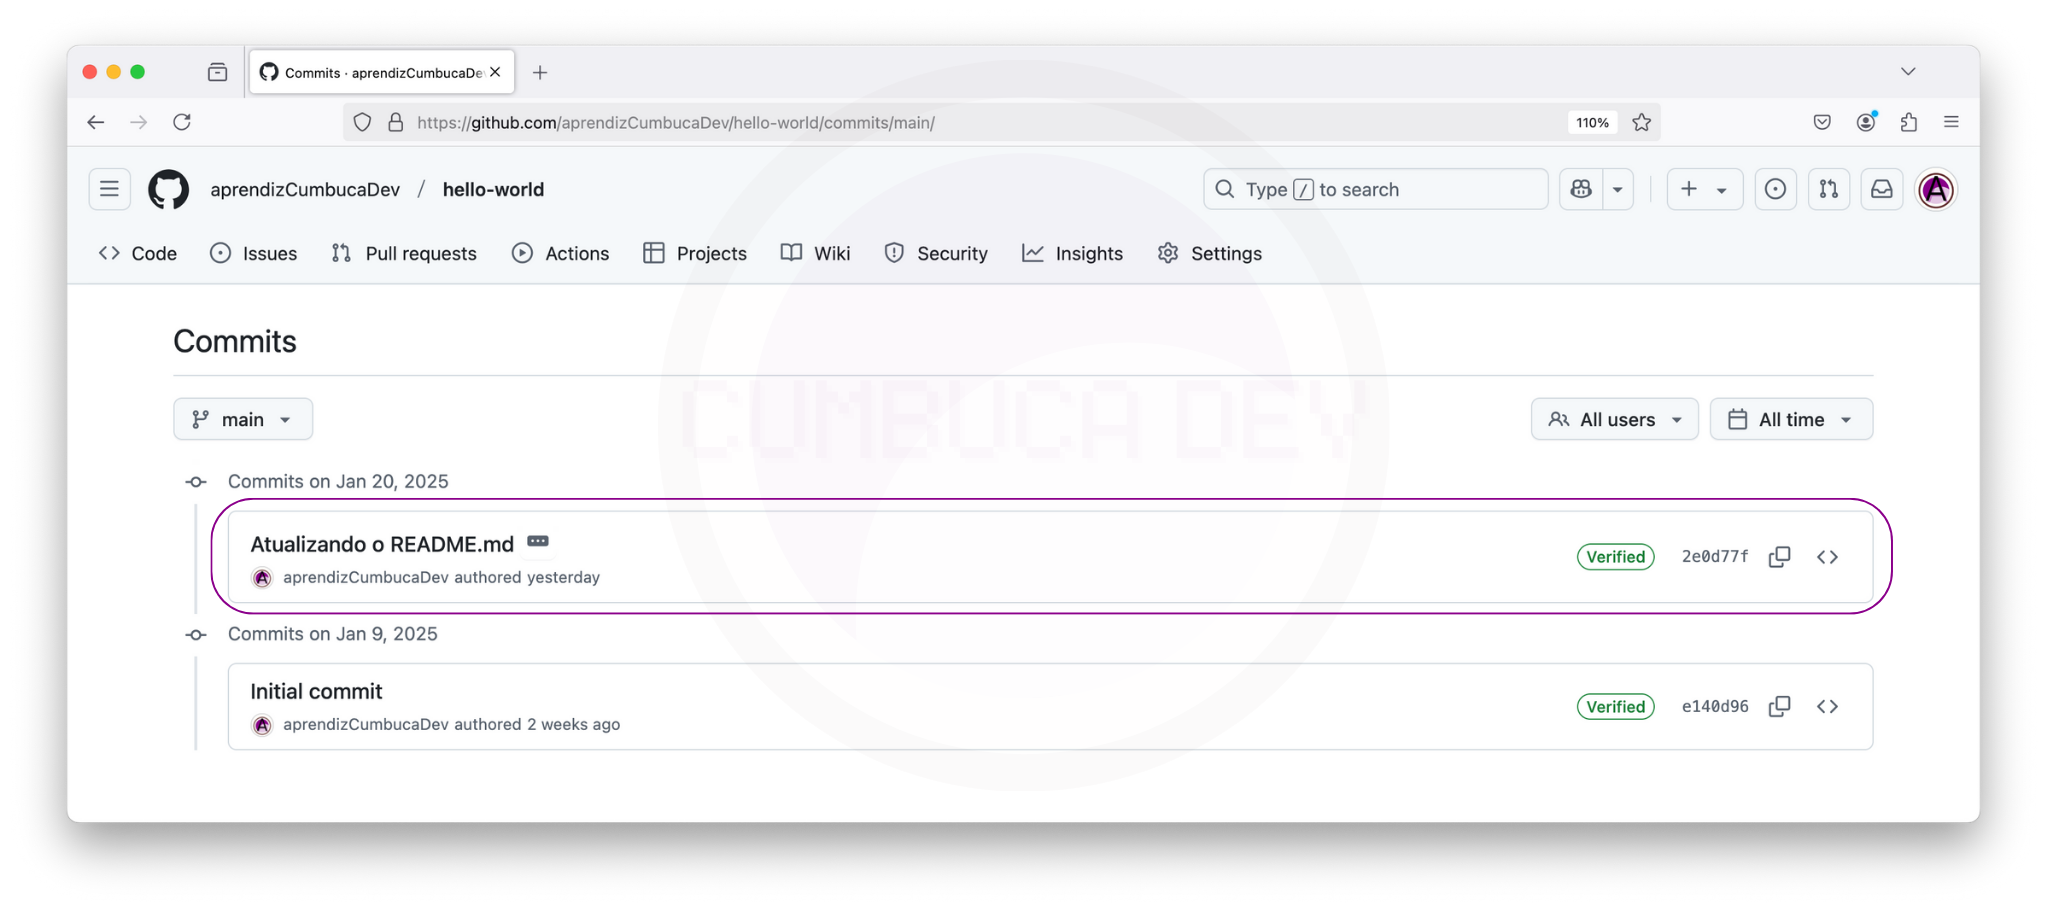 Commits · aprendizCumbucaDe
https://github.com/aprendizCumbucaDev/hello-world/commits/main/
110%
aprendizCumbucaDev / hello-world
Type / to search
Code Issues Pull requests Actions Projects Wiki Security Insights Settings
Commits
CUMBUCA DEV
main All users All time
Commits on Jan 20, 2025
Atualizando o README.md
Verified 2e0d77f
aprendizCumbucaDev authored yesterday
Commits on Jan 9, 2025
Initial commit
Verified e140d96
aprendizCumbucaDev authored 2 weeks ago